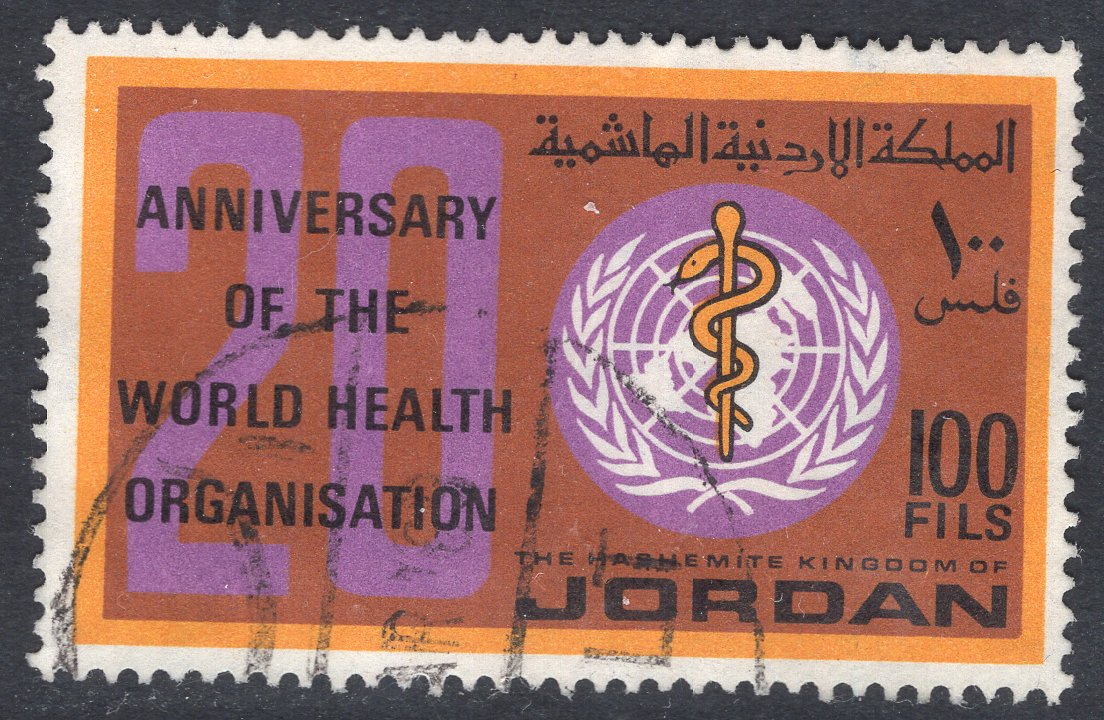 المملكة الاردنية الهاشمية
20
ANNIVERSARY
OF THE
WORLD HEALTH
ORGANISATION
١٠٠
فلس
100
FILS
THE HASHEMITE KINGDOM OF
JORDAN